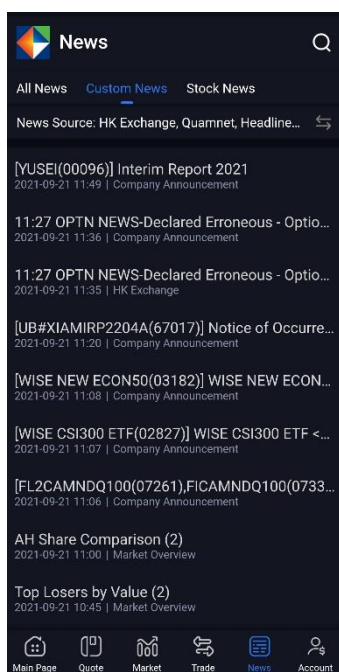 News
All News Custom News Stock News
News Source: HK Exchange, Quamnet, Headline...
[YUSEI(00096)] Interim Report 2021
2021-09-21 11:49 | Company Announcement
11:27 OPTN NEWS-Declared Erroneous - Optio...
2021-09-21 11:36 | Company Announcement
11:27 OPTN NEWS-Declared Erroneous - Optio...
2021-09-21 11:35 | HK Exchange
[UB#XIAMIRP2204A(67017)] Notice of Occurre...
2021-09-21 11:20 | Company Announcement
[WISE NEW ECON50(03182)] WISE NEW ECON...
2021-09-21 11:08 | Company Announcement
[WISE CSI300 ETF(02827)] WISE CSI300 ETF <...
2021-09-21 11:07 | Company Announcement
[FL2CAMNDQ100(07261),FICAMNDQ100(0733...
2021-09-21 11:06 | Company Announcement
AH Share Comparison (2)
2021-09-21 11:00 | Market Overview
Top Losers by Value (2)
2021-09-21 10:45 | Market Overview
Main Page Quote Market Trade News Account